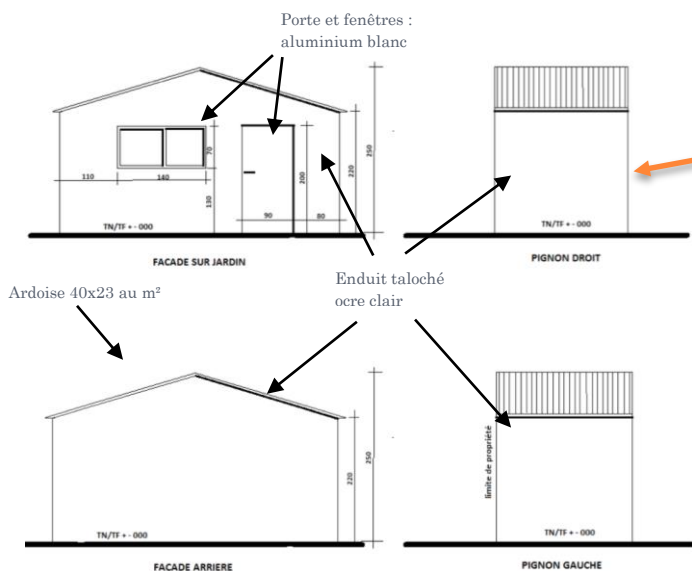 Porte et fenêtres :
aluminium blanc
70
110
140
130
200
90
80
220
250
TN/TF + - 000
TN/TF + - 000
FACADE SUR JARDIN
PIGNON DROIT
Ardoise 40x23 au m²
Enduit taloché
ocre clair
220
250
limite de propriété
TN/TF + - 000
TN/TF + - 000
FACADE ARRIERE
PIGNON GAUCHE